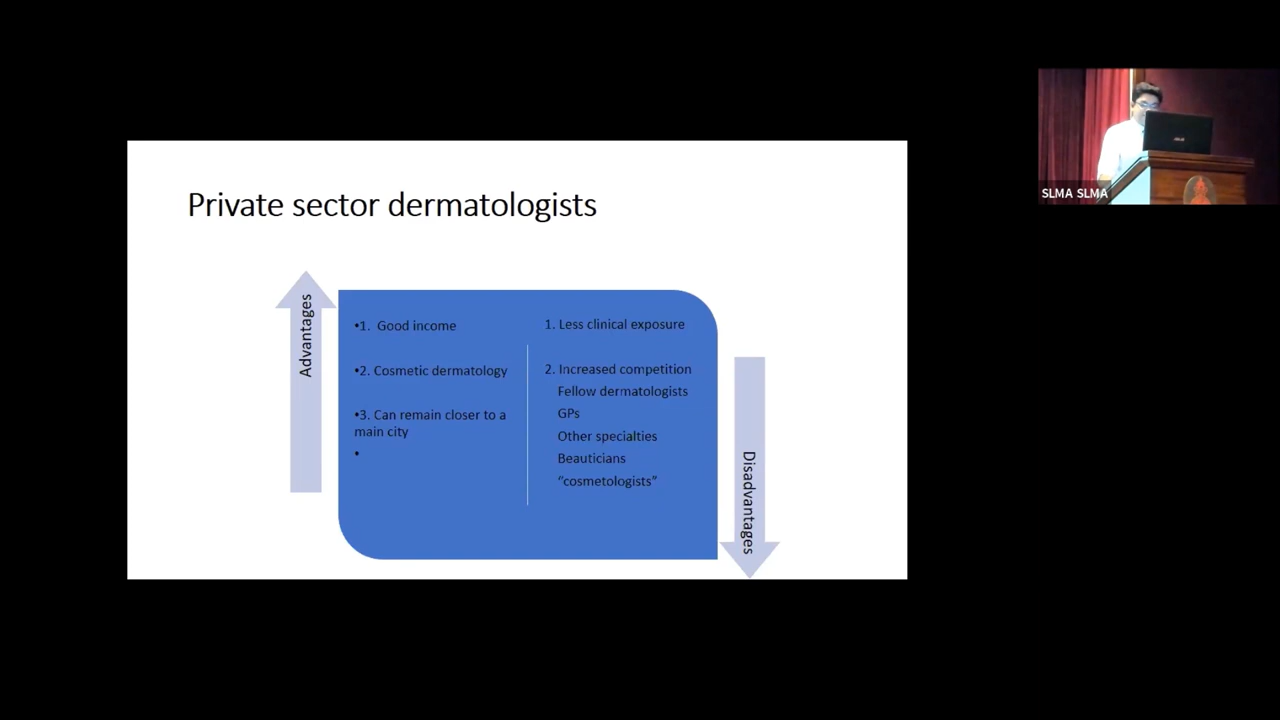 Private sector dermatologists
Advantages
•1. Good income
•2. Cosmetic dermatology
•3. Can remain closer to a
main city
•
1. Less clinical exposure
2. Increased competition
Fellow dermatologists
GPs
Other specialties
Beauticians
“cosmetologists”
Disadvantages
SLMA SLMA